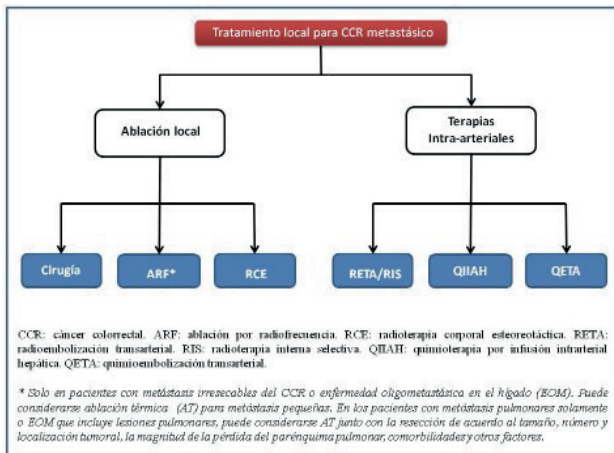 Tratamiento local para CCR metastásico
Ablación local
Terapias
Intra-arteriales
Cirugía
ARF*
RCE
RETA/RIS
QIIAH
QETA
CCR: cáncer colorrectal. ARF: ablación por radiofrecuencia. RCE: radioterapia corporal esteoreotáctica. RETA:
radioembolización transarterial. RIS: radioterapia interna selectiva. QIIAH: quimioterapia por infusión intrarterial
hepática. QETA: quimioembolización transarterial.
* Solo en pacientes con metástasis irresecables del CCR o enfermedad oligometastásica en el hígado (EOM). Puede
considerarse ablación térmica (AT) para metástasis pequeñas. En los pacientes con metástasis pulmonares solamente
o EOM que incluye lesiones pulmonares, puede considerarse AT junto con la resección de acuerdo al tamaño, número y
localización tumoral, la magnitud de la pérdida del parénquima pulmonar, comorbilidades y otros factores.